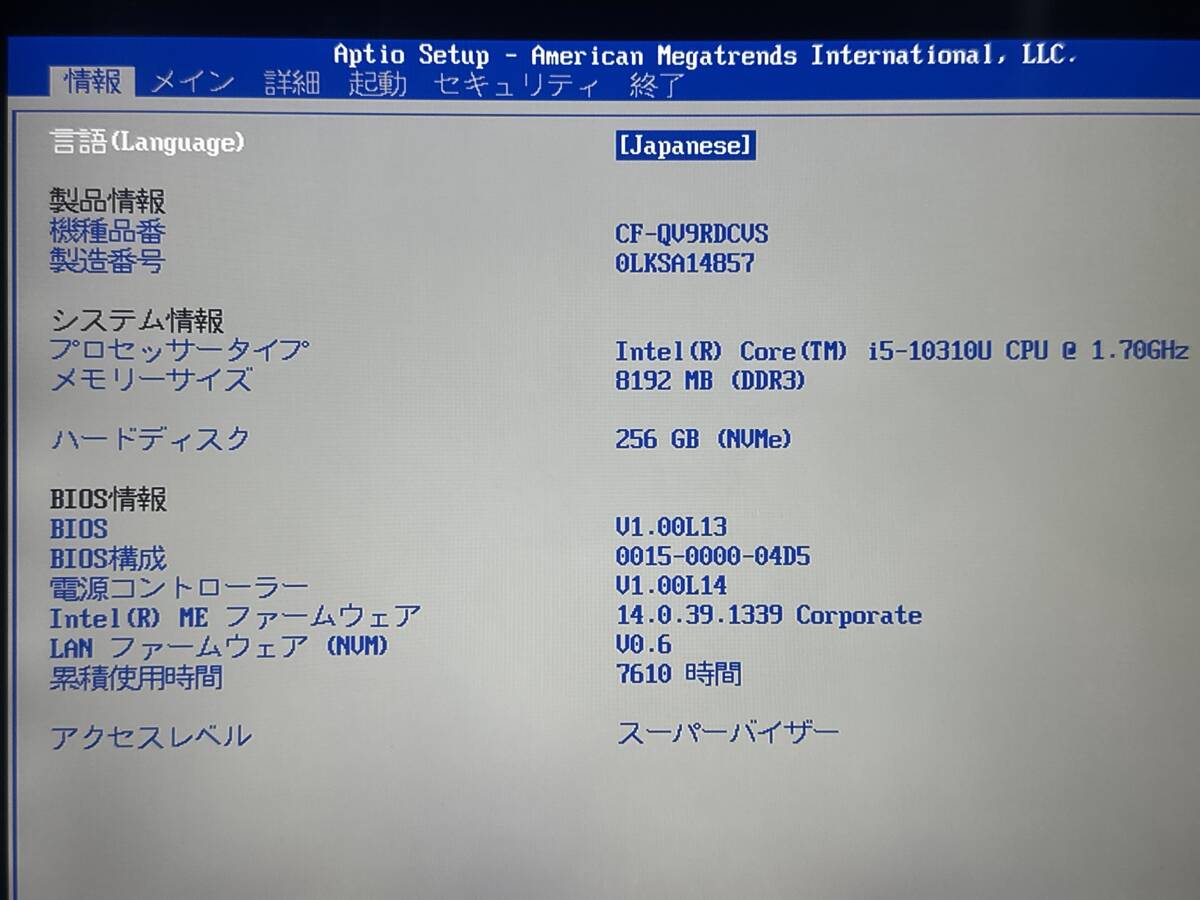 Aptio Setup - American Megatrends International, LLC.
情報 メイン 詳細 起動 セキュリティ 終了
言語(Language) [Japanese]
製品情報
機種品番 CF-QV9RDCVS
製造番号 0LKSA14857
システム情報
プロセッサータイプ Intel(R) Core(TM) i5-10310U CPU @ 1.70GHz
メモリーサイズ 8192 MB (DDR3)
ハードディスク 256 GB (NVMe)
BIOS情報
BIOS V1.00L13
BIOS構成 0015-0000-04D5
電源コントローラー V1.00L14
Intel(R) ME ファームウェア 14.0.39.1339 Corporate
LAN ファームウェア (NVM) V0.6
累積使用時間 7610 時間
アクセスレベル スーパーバイザー